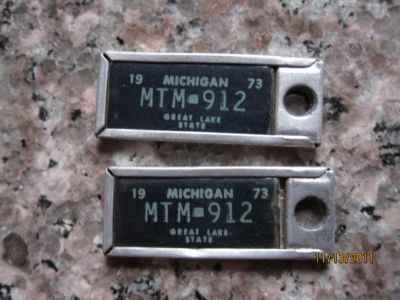 19 MICHIGAN 73
MTM-912
GREAT LAKE
STATE
19 MICHIGAN 73
MTM-912
GREAT LAKE
STATE
11/13/2011